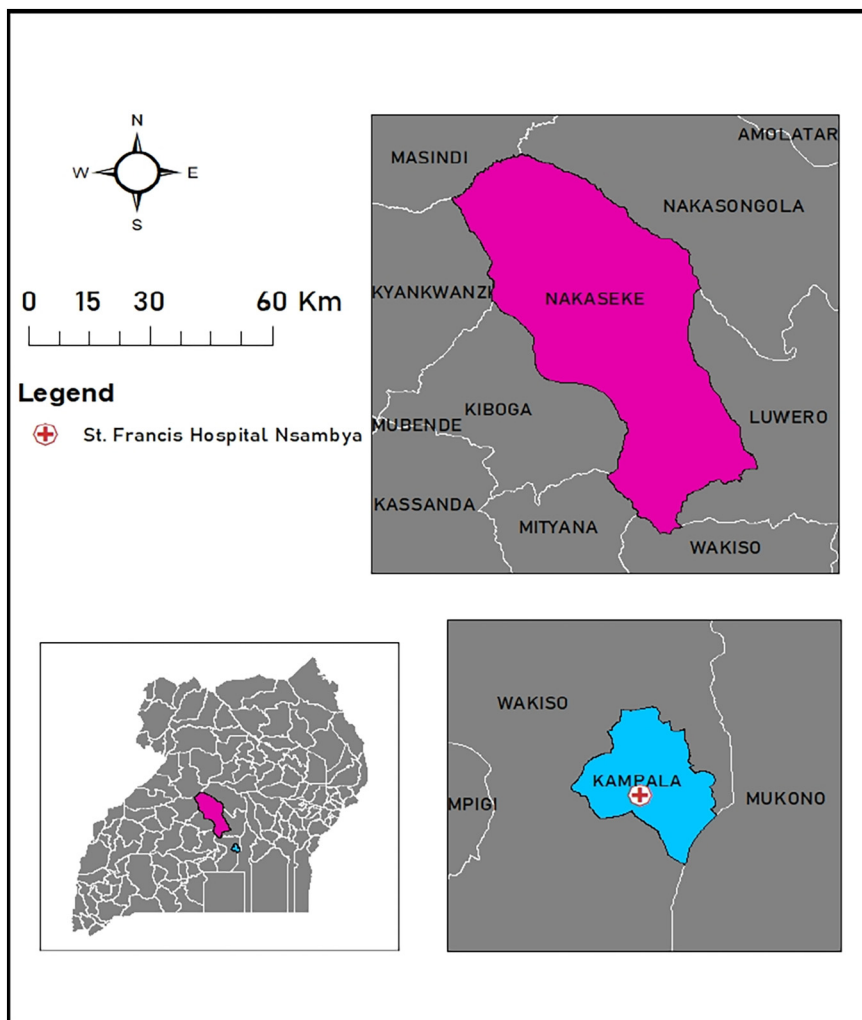 N
W E
S
0 15 30 60 Km
Legend
St. Francis Hospital Nsambya
AMOLATAR
MASINDI
NAKASONGOLA
KYANKWANZI
NAKASEKE
KIBOGA
LUWERO
MUBENDE
KASSANDA
MITYANA
WAKISO
WAKISO
KAMPALA
MPIGI
MUKONO